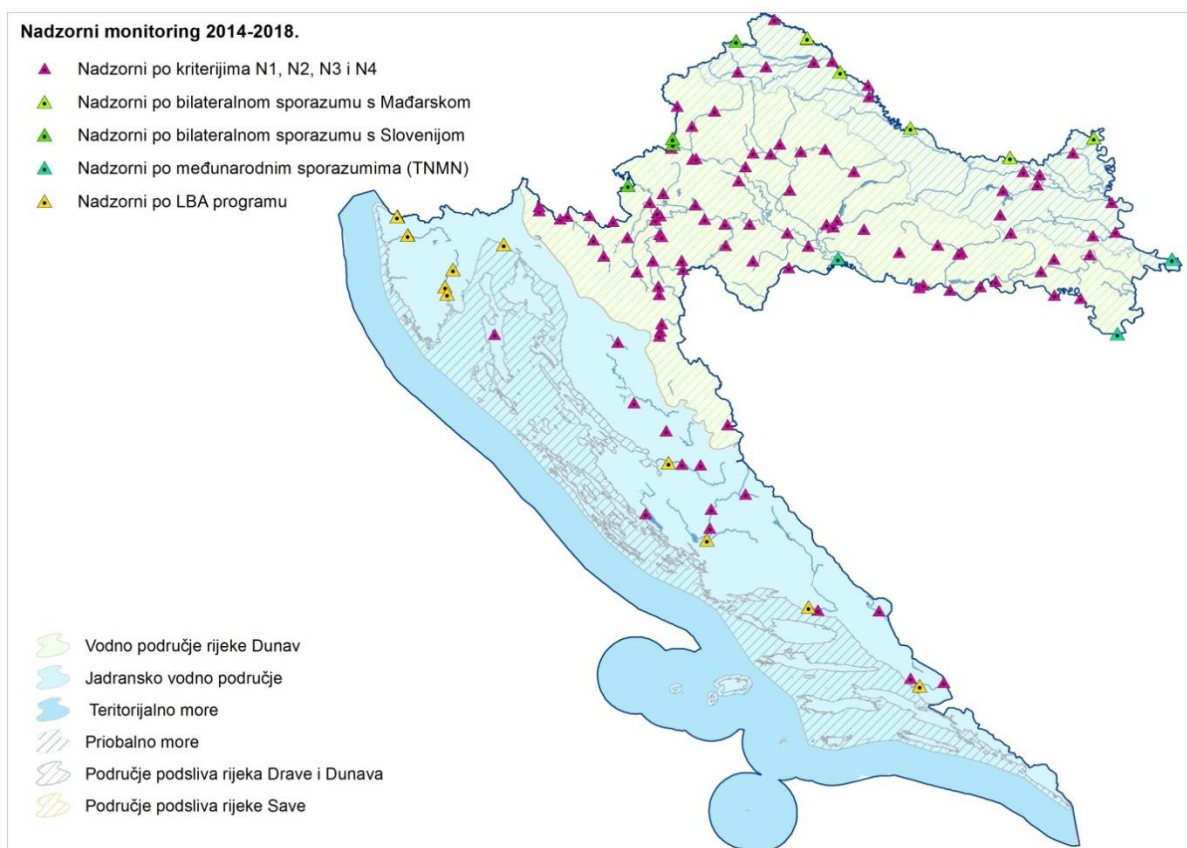 Nadzorni monitoring 2014-2018.
Nadzorni po kriterijima N1, N2, N3 i N4
Nadzorni po bilateralnom sporazumu s Mađarskom
Nadzorni po bilateralnom sporazumu s Slovenijom
Nadzorni po međunarodnim sporazumima (TNMN)
Nadzorni po LBA programu
Vodno područje rijeke Dunav
Jadransko vodno područje
Teritorijalno more
Priobalno more
Područje podsliva rijeka Drave i Dunava
Područje podsliva rijeke Save